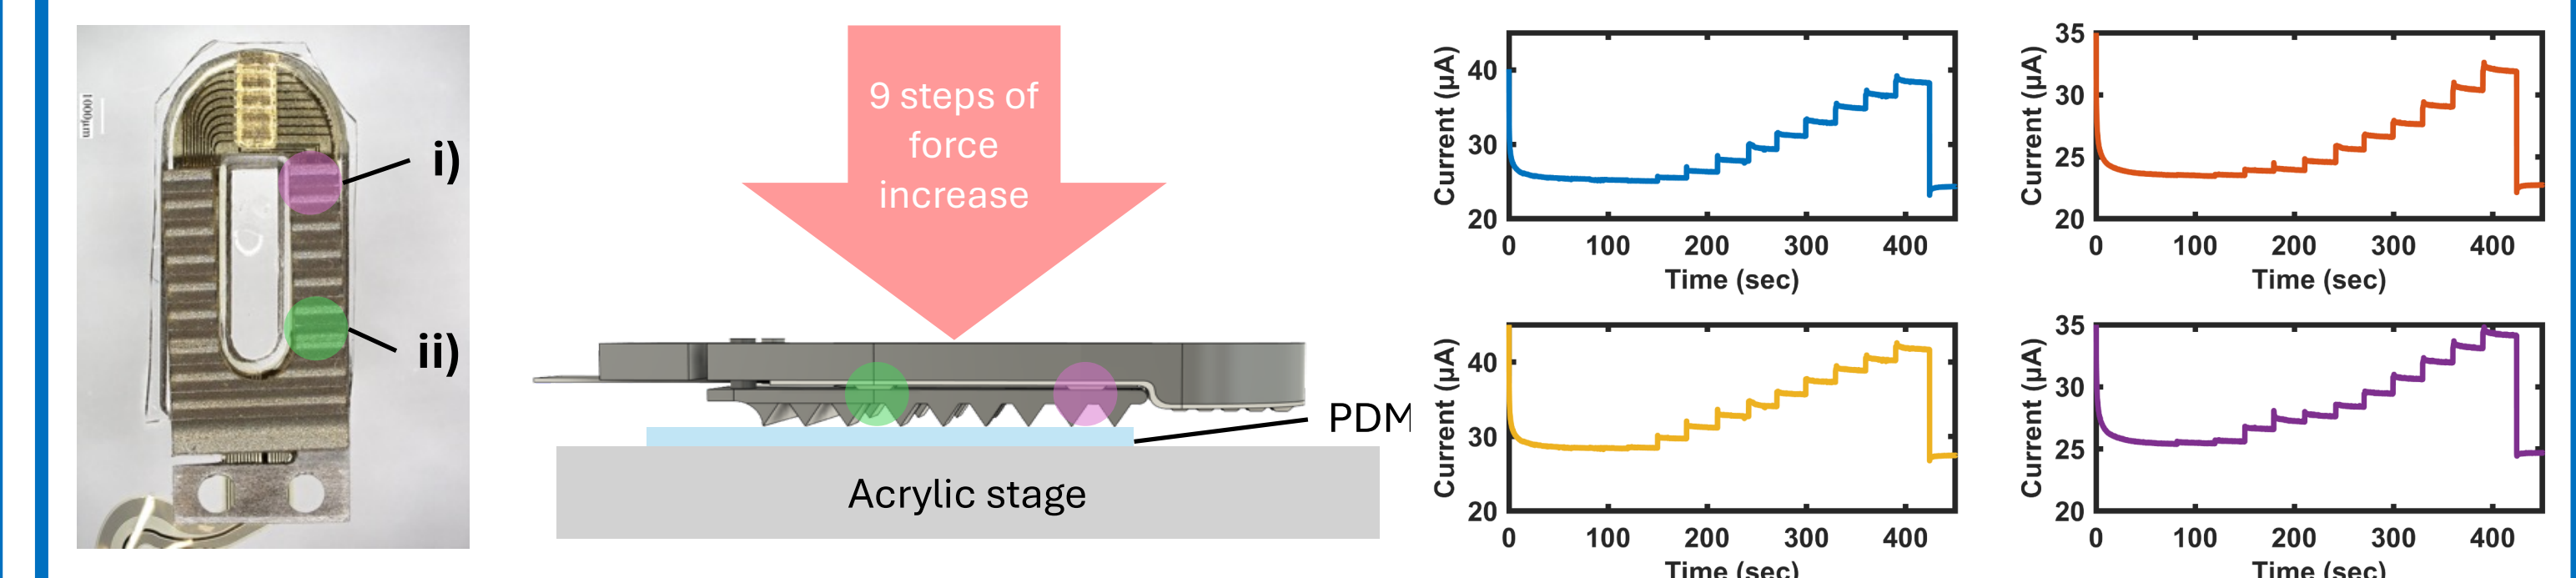 1000μm
i)
ii)
9 steps of
force
increase
PDM
Acrylic stage
Current (μA)
40
30
20
0 100 200 300 400
Time (sec)
Current (μA)
35
30
25
20
0 100 200 300 400
Time (sec)
Current (μA)
40
30
20
0 100 200 300 400
Time (sec)
Current (μA)
35
30
25
20
0 100 200 300 400
Time (sec)